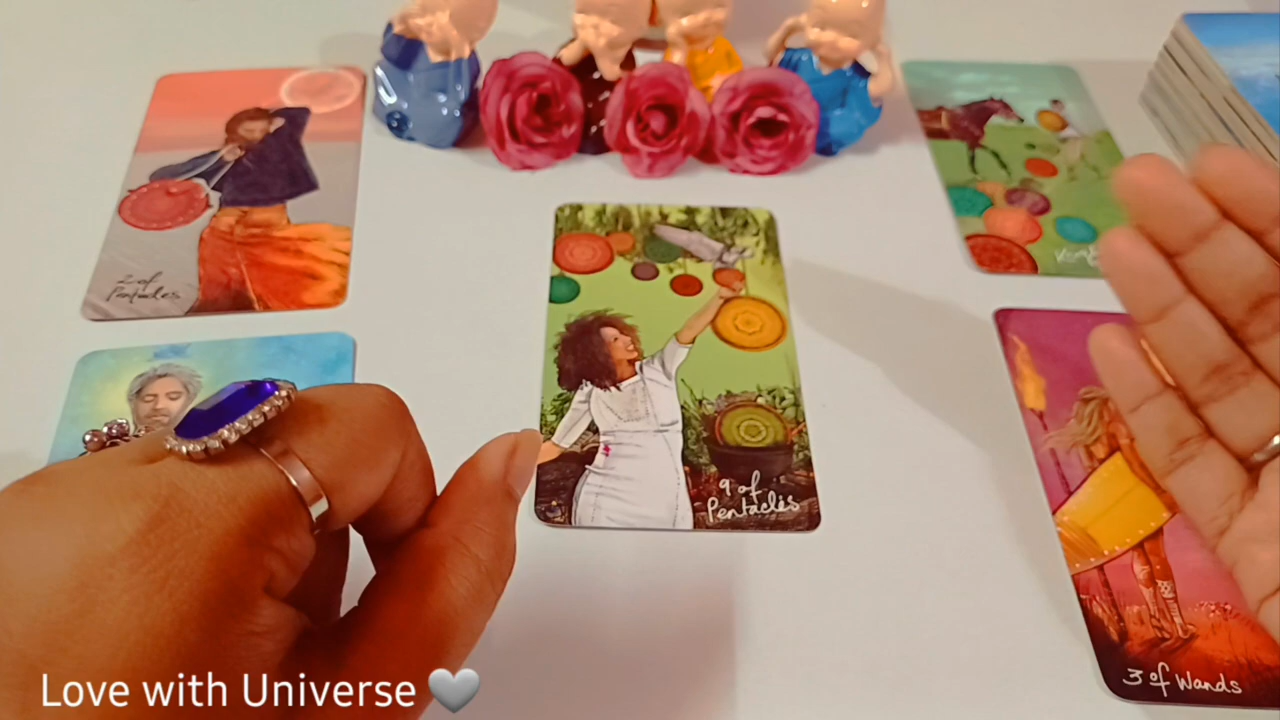 2 of
Pentacles
9 of
Pentacles
3 of Wands
Love with Universe 🤍